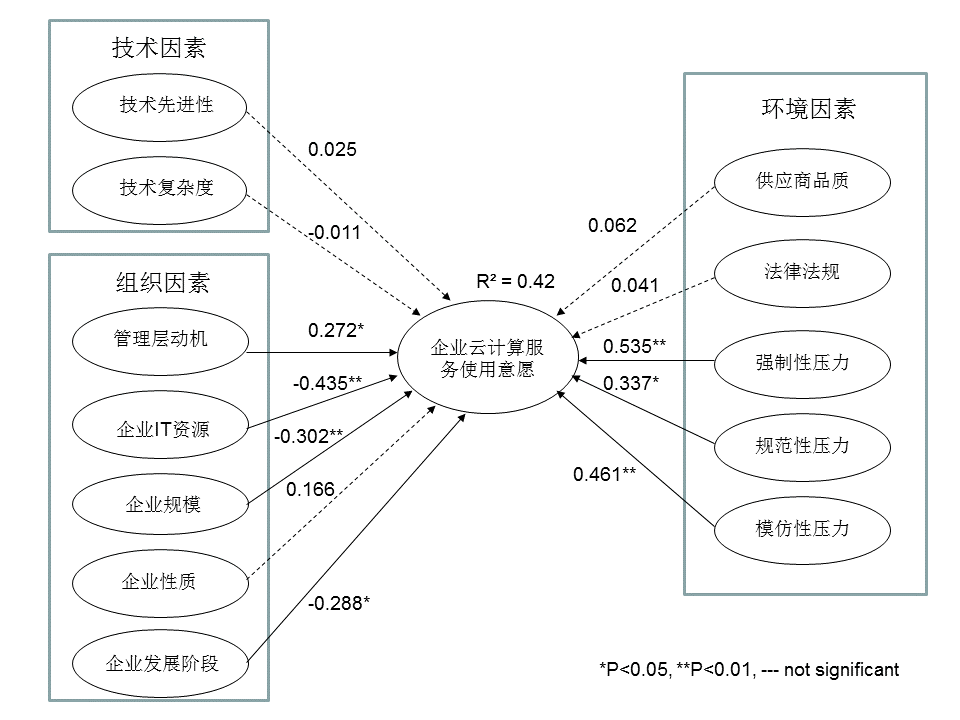 技术因素
技术先进性
技术复杂度
组织因素
管理层动机
企业IT资源
企业规模
企业性质
企业发展阶段
0.025
-0.011
0.272*
-0.435**
-0.302**
0.166
-0.288*
R² = 0.42
企业云计算服
务使用意愿
0.062
0.041
0.535**
0.337*
0.461**
环境因素
供应商品质
法律法规
强制性压力
规范性压力
模仿性压力
*P<0.05, **P<0.01, --- not significant